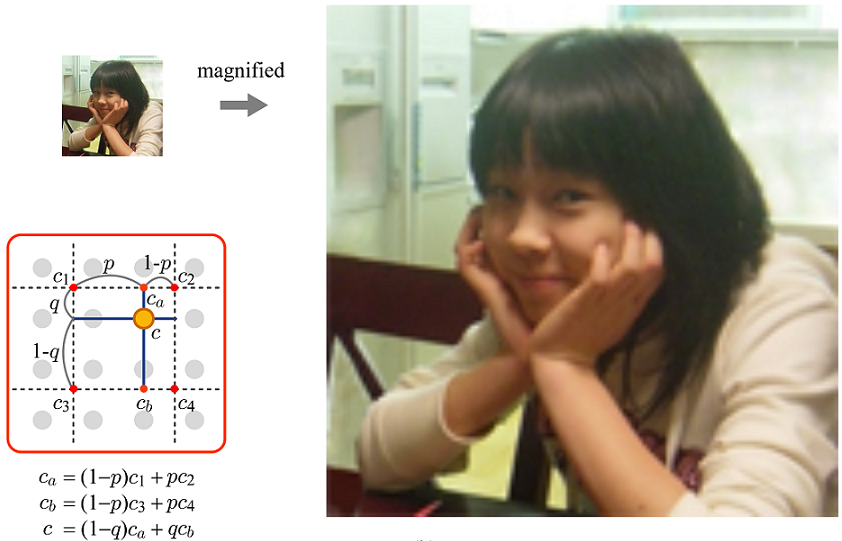 magnified
p
1-p
c1
c2
ca
q
c
1-q
c3
cb
c4
ca = (1−p)c1 + pc2
cb = (1−p)c3 + pc4
c = (1−q)ca + qcb